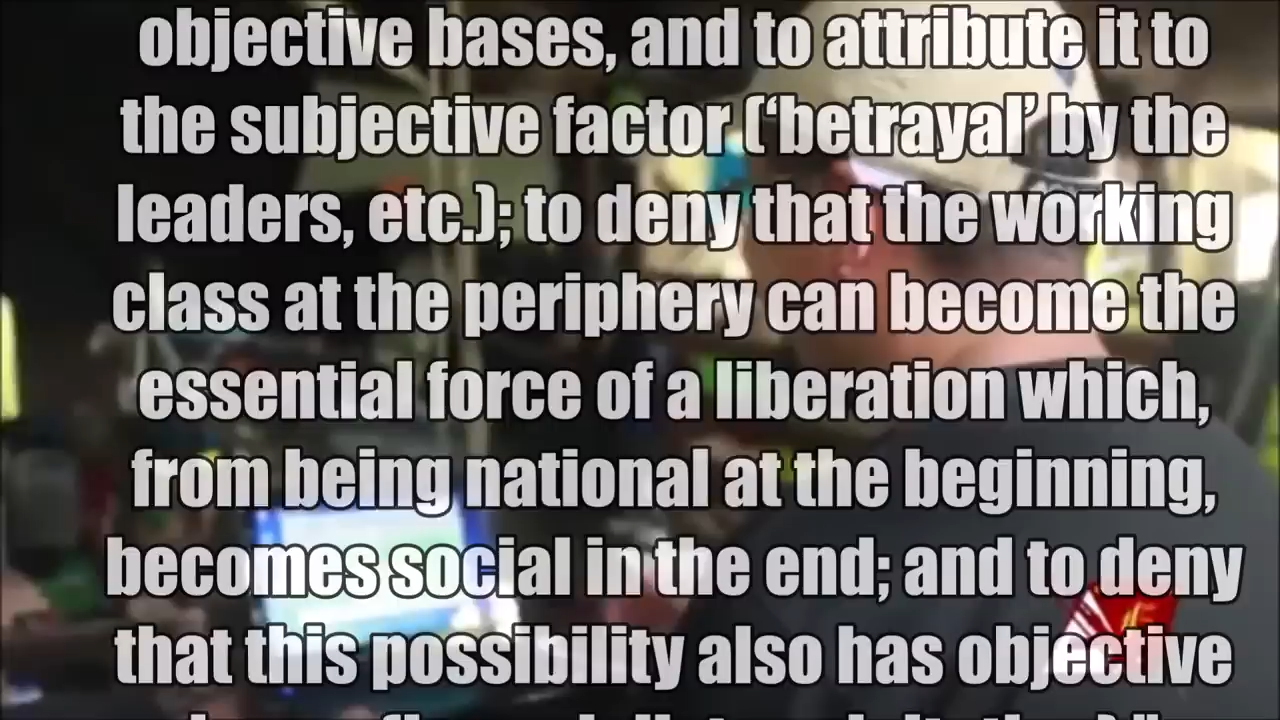 objective bases, and to attribute it to
the subjective factor (‘betrayal’ by the
leaders, etc.); to deny that the working
class at the periphery can become the
essential force of a liberation which,
from being national at the beginning,
becomes social in the end; and to deny
that this possibility also has objective